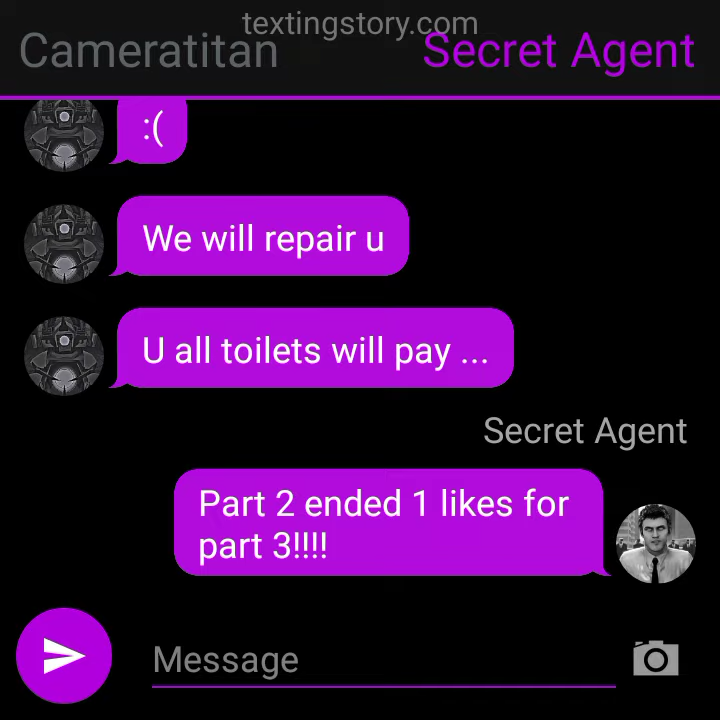 textingstory.com
Cameratitan
Secret Agent
:(
We will repair u
U all toilets will pay ...
Secret Agent
Part 2 ended 1 likes for
part 3!!!!
Message